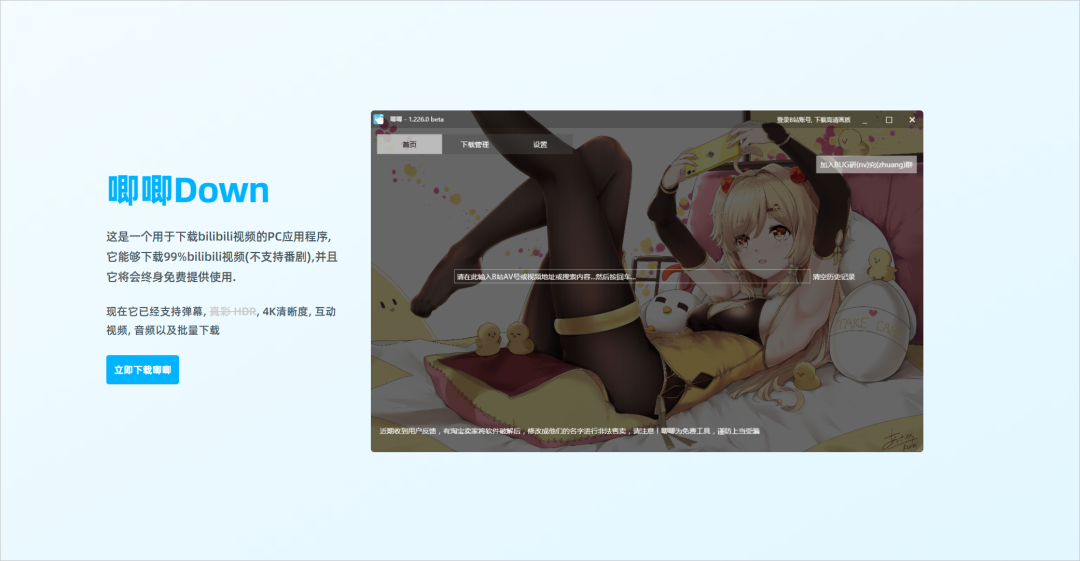 唧唧Down
这是一个用于下载bilibili视频的PC应用程序,
它能够下载99%bilibili视频(不支持番剧),并且
它将会终身免费提供使用.
现在它已经支持弹幕, 真彩 HDR, 4K清晰度, 互动
视频, 音频以及批量下载
立即下载唧唧
唧唧 - 1.226.0 beta
登录B站账号, 下载高清画质
首页 下载管理 设置
加入BUG研(nv)究(zhuang)群
请在此输入B站AV号或视频地址或搜索内容...然后按回车...
清空历史记录
TAKE CARE
近期收到用户反馈，有淘宝卖家将软件破解后，修改成他们的名字进行非法售卖，请注意！唧唧为免费工具，谨防上当受骗